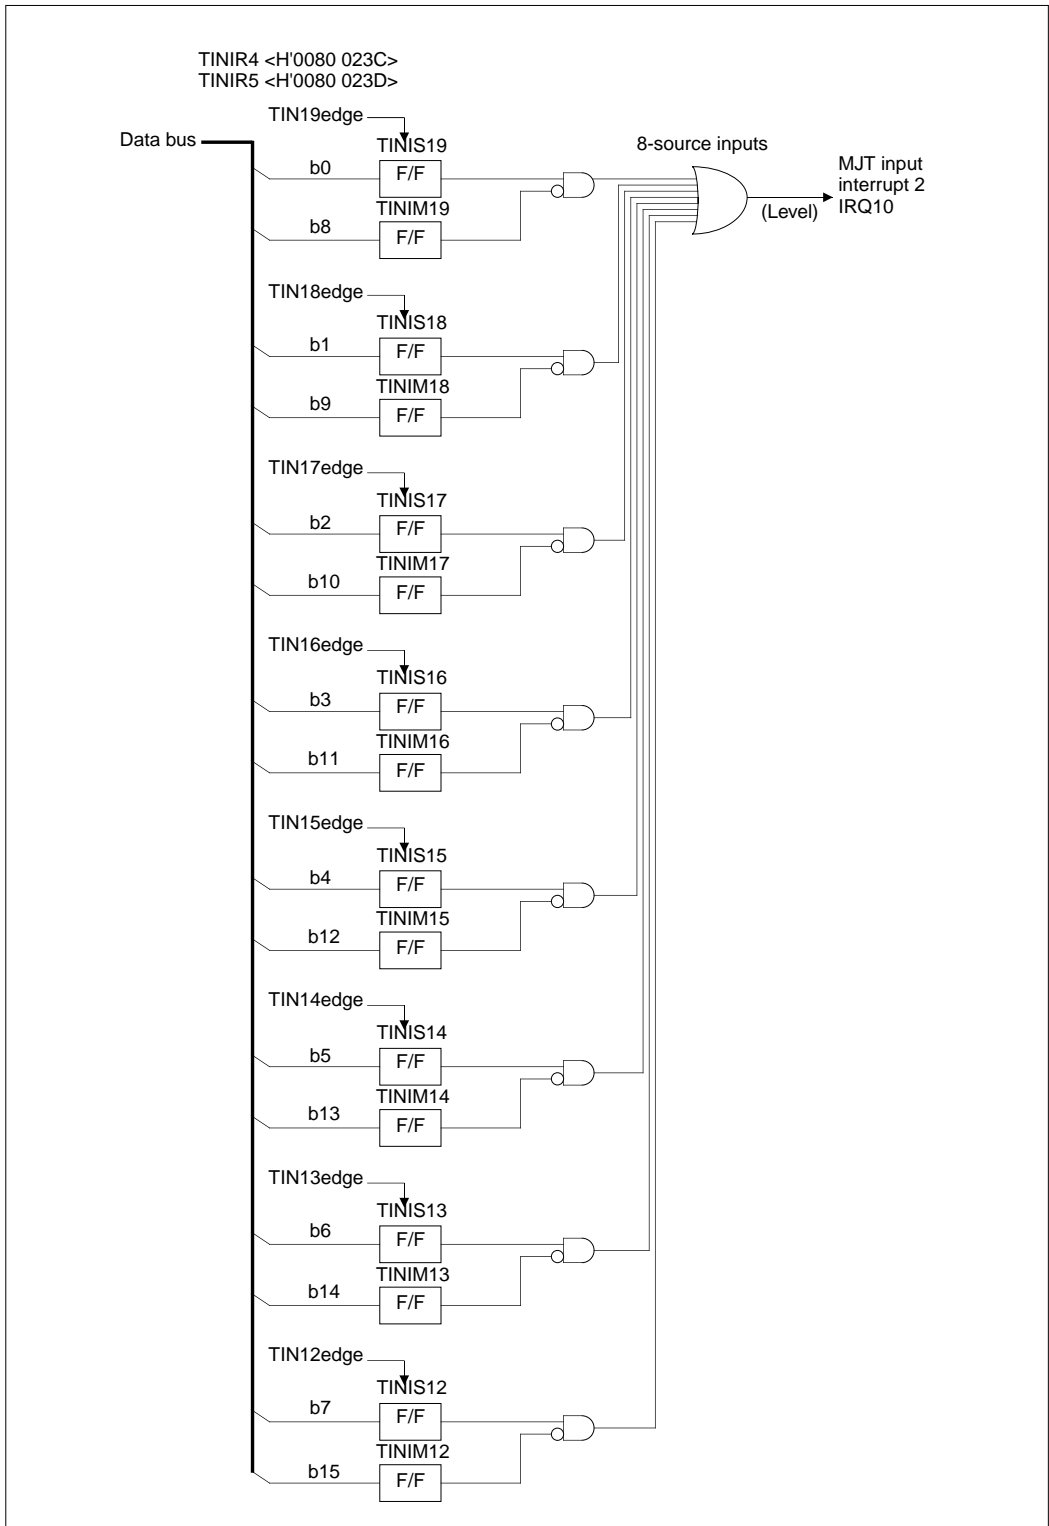 TINIR4 <H'0080 023C>
TINIR5 <H'0080 023D>
Data bus
TIN19edge
TINIS19
b0
F/F
TINIM19
b8
F/F
8-source inputs
(Level)
MJT input
interrupt 2
IRQ10
TIN18edge
TINIS18
b1
F/F
TINIM18
b9
F/F
TIN17edge
TINIS17
b2
F/F
TINIM17
b10
F/F
TIN16edge
TINIS16
b3
F/F
TINIM16
b11
F/F
TIN15edge
TINIS15
b4
F/F
TINIM15
b12
F/F
TIN14edge
TINIS14
b5
F/F
TINIM14
b13
F/F
TIN13edge
TINIS13
b6
F/F
TINIM13
b14
F/F
TIN12edge
TINIS12
b7
F/F
TINIM12
b15
F/F